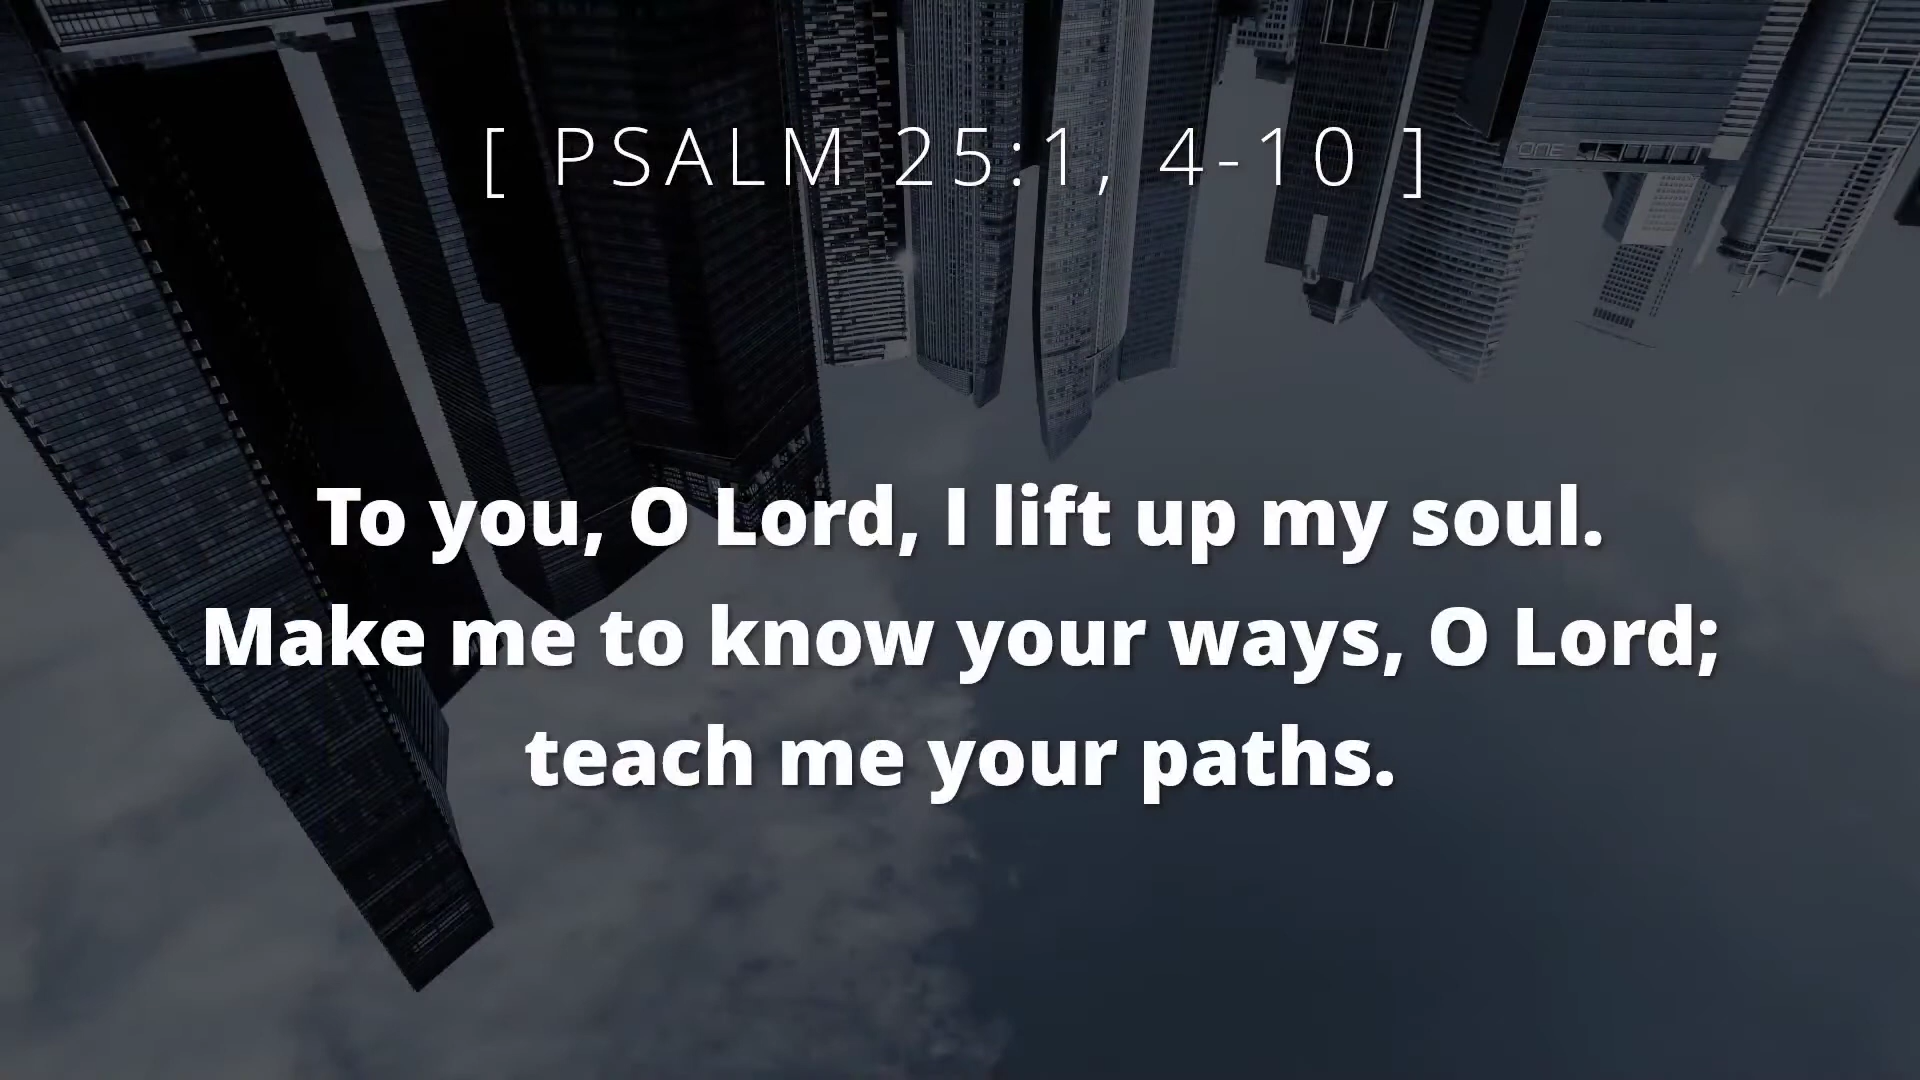 [ PSALM 25:1, 4-10 ]
ONE
To you, O Lord, I lift up my soul.
Make me to know your ways, O Lord;
teach me your paths.